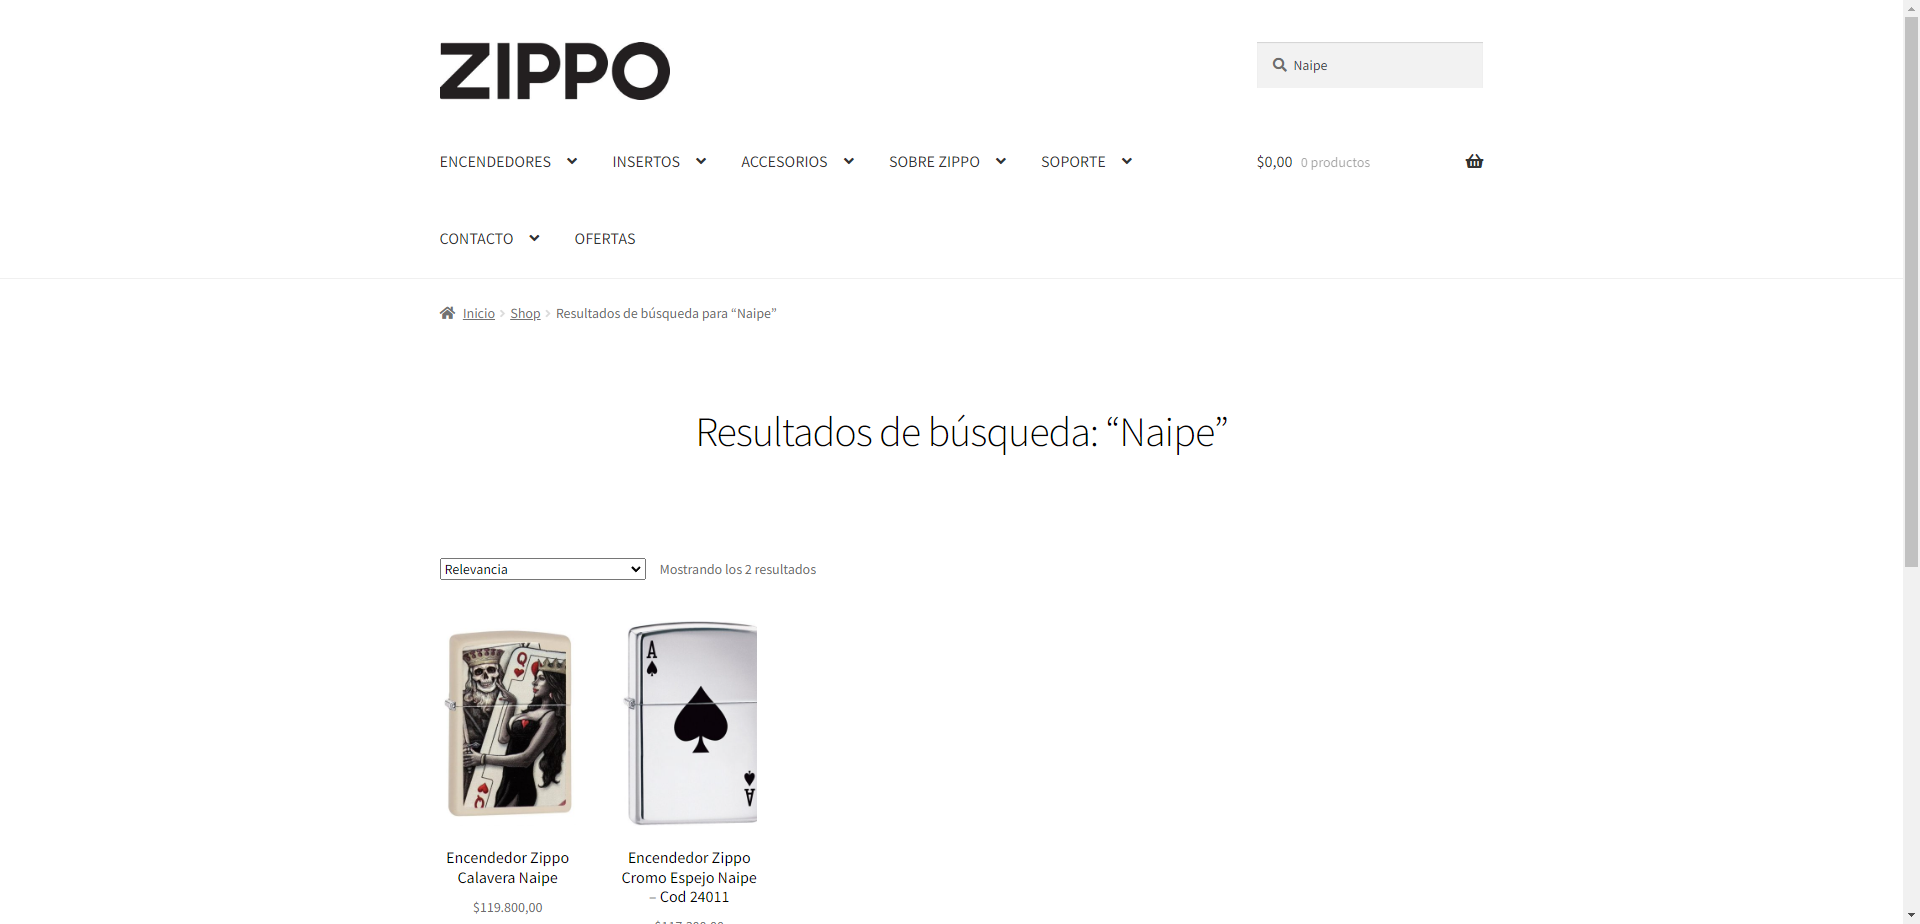 ZIPPO
Naipe
ENCENDEDORES INSERTOS ACCESORIOS SOBRE ZIPPO SOPORTE
$0,00 0 productos
CONTACTO OFERTAS
Inicio Shop Resultados de búsqueda para “Naipe”
Resultados de búsqueda: “Naipe”
Relevancia Mostrando los 2 resultados
Q
Q
A
A
Encendedor Zippo
Calavera Naipe
$119.800,00
Encendedor Zippo
Cromo Espejo Naipe
– Cod 24011